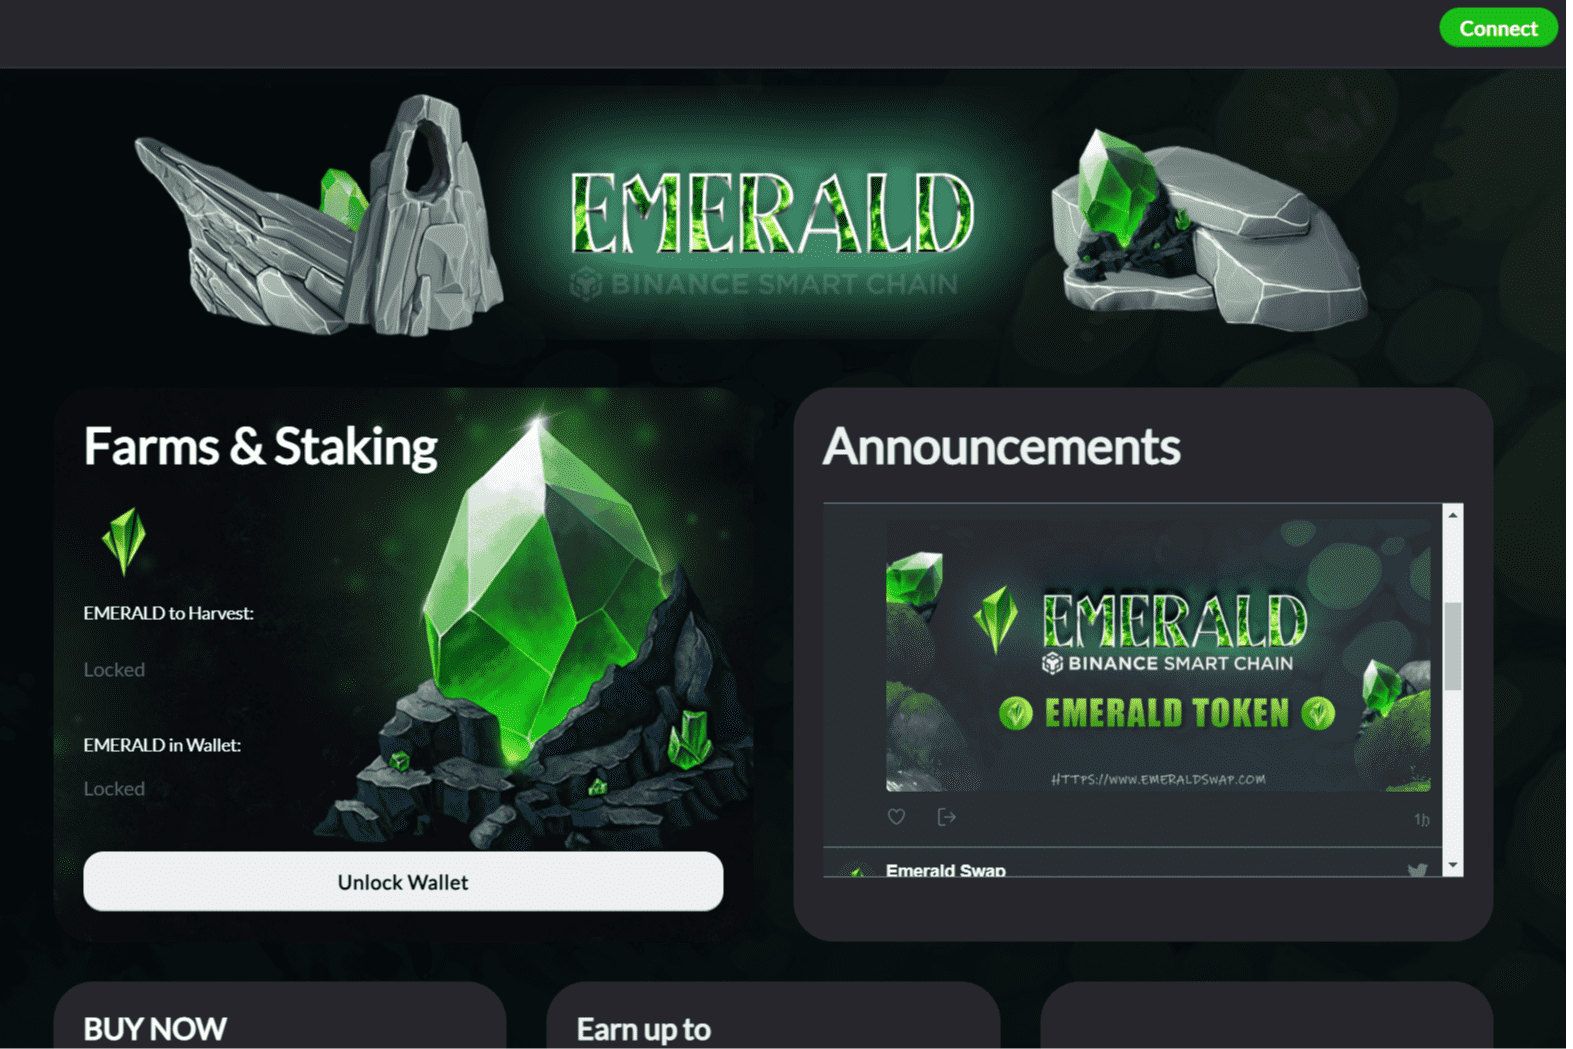 Connect
EMERALD
BINANCE SMART CHAIN
Farms & Staking
EMERALD to Harvest:
Locked
EMERALD in Wallet:
Locked
Unlock Wallet
Announcements
EMERALD
BINANCE SMART CHAIN
EMERALD TOKEN
HTTPS://WWW.EMERALDSWAP.COM
1h
Emerald Swap
BUY NOW
Earn up to